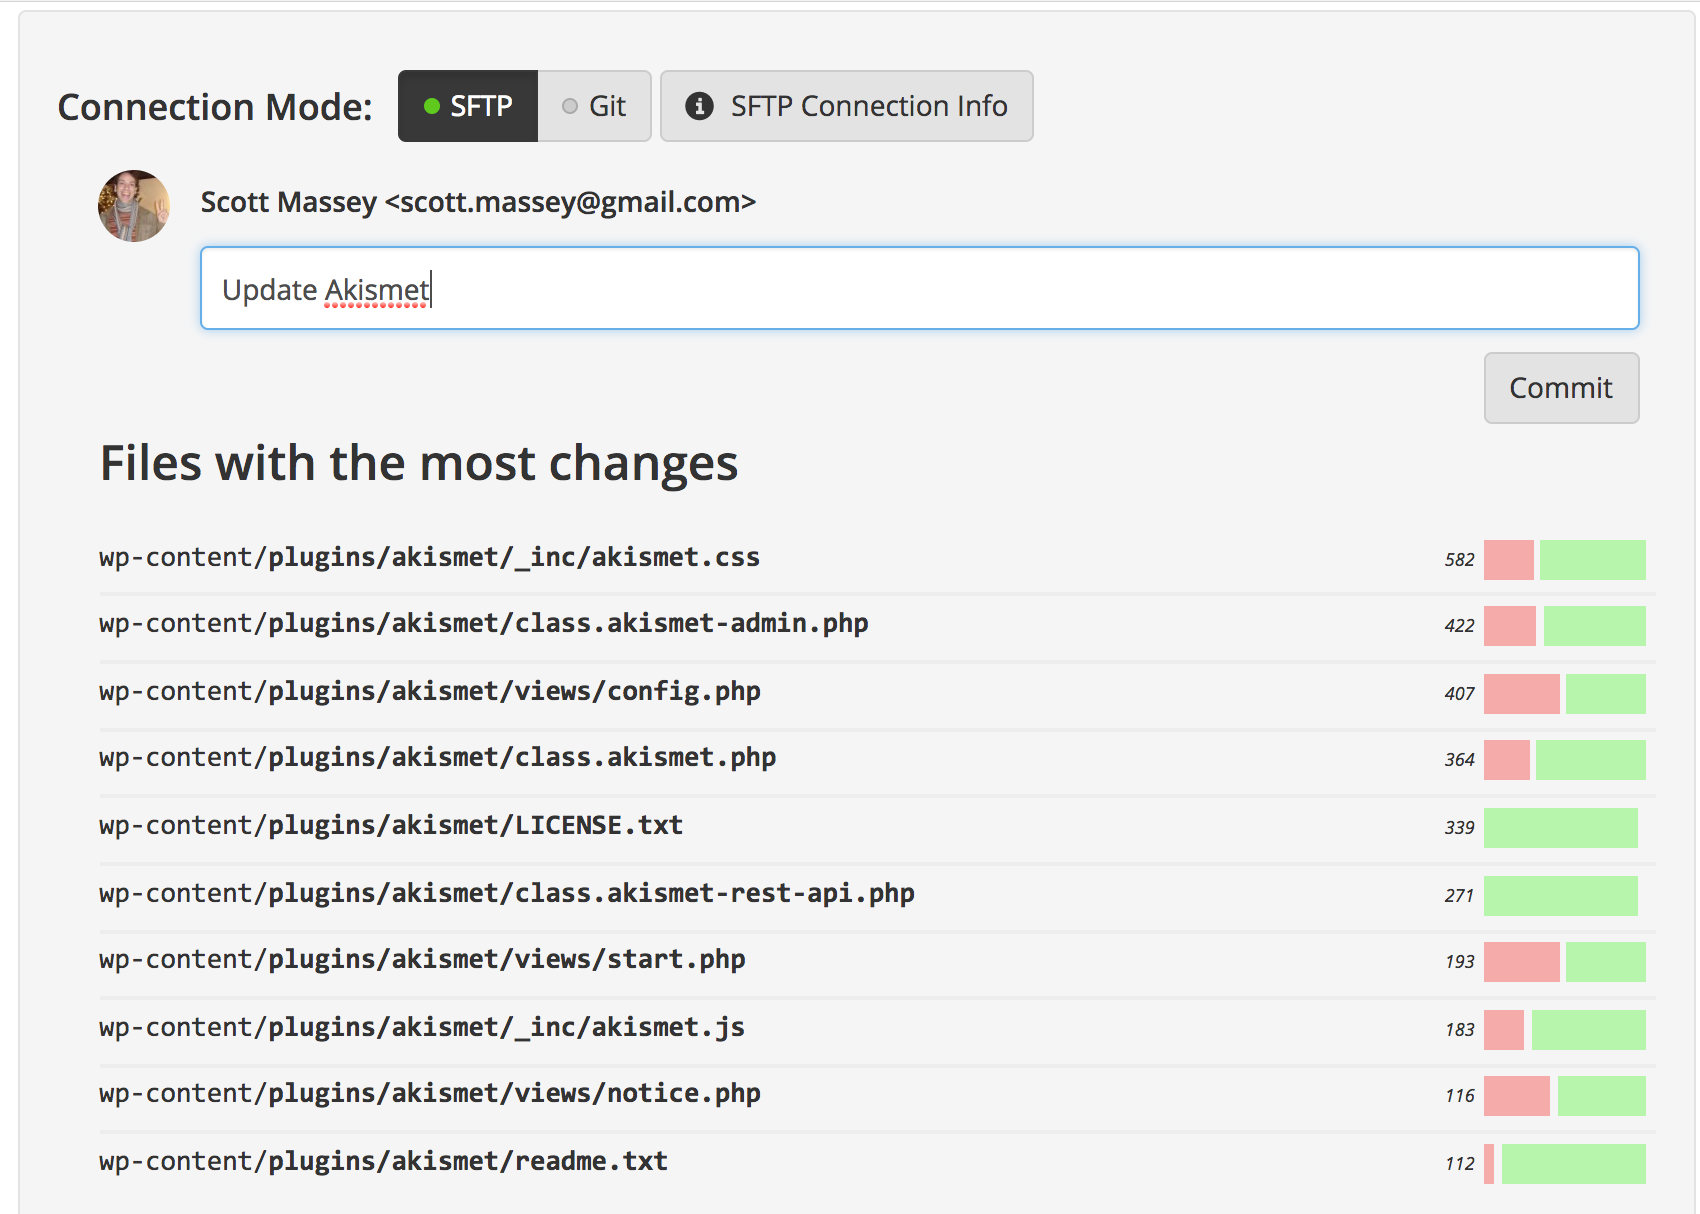 Connection Mode: SFTP Git SFTP Connection Info
Scott Massey <scott.massey@gmail.com>
Update Akismet
Commit
Files with the most changes
wp-content/plugins/akismet/_inc/akismet.css 582
wp-content/plugins/akismet/class.akismet-admin.php 422
wp-content/plugins/akismet/views/config.php 407
wp-content/plugins/akismet/class.akismet.php 364
wp-content/plugins/akismet/LICENSE.txt 339
wp-content/plugins/akismet/class.akismet-rest-api.php 271
wp-content/plugins/akismet/views/start.php 193
wp-content/plugins/akismet/_inc/akismet.js 183
wp-content/plugins/akismet/views/notice.php 116
wp-content/plugins/akismet/readme.txt 112